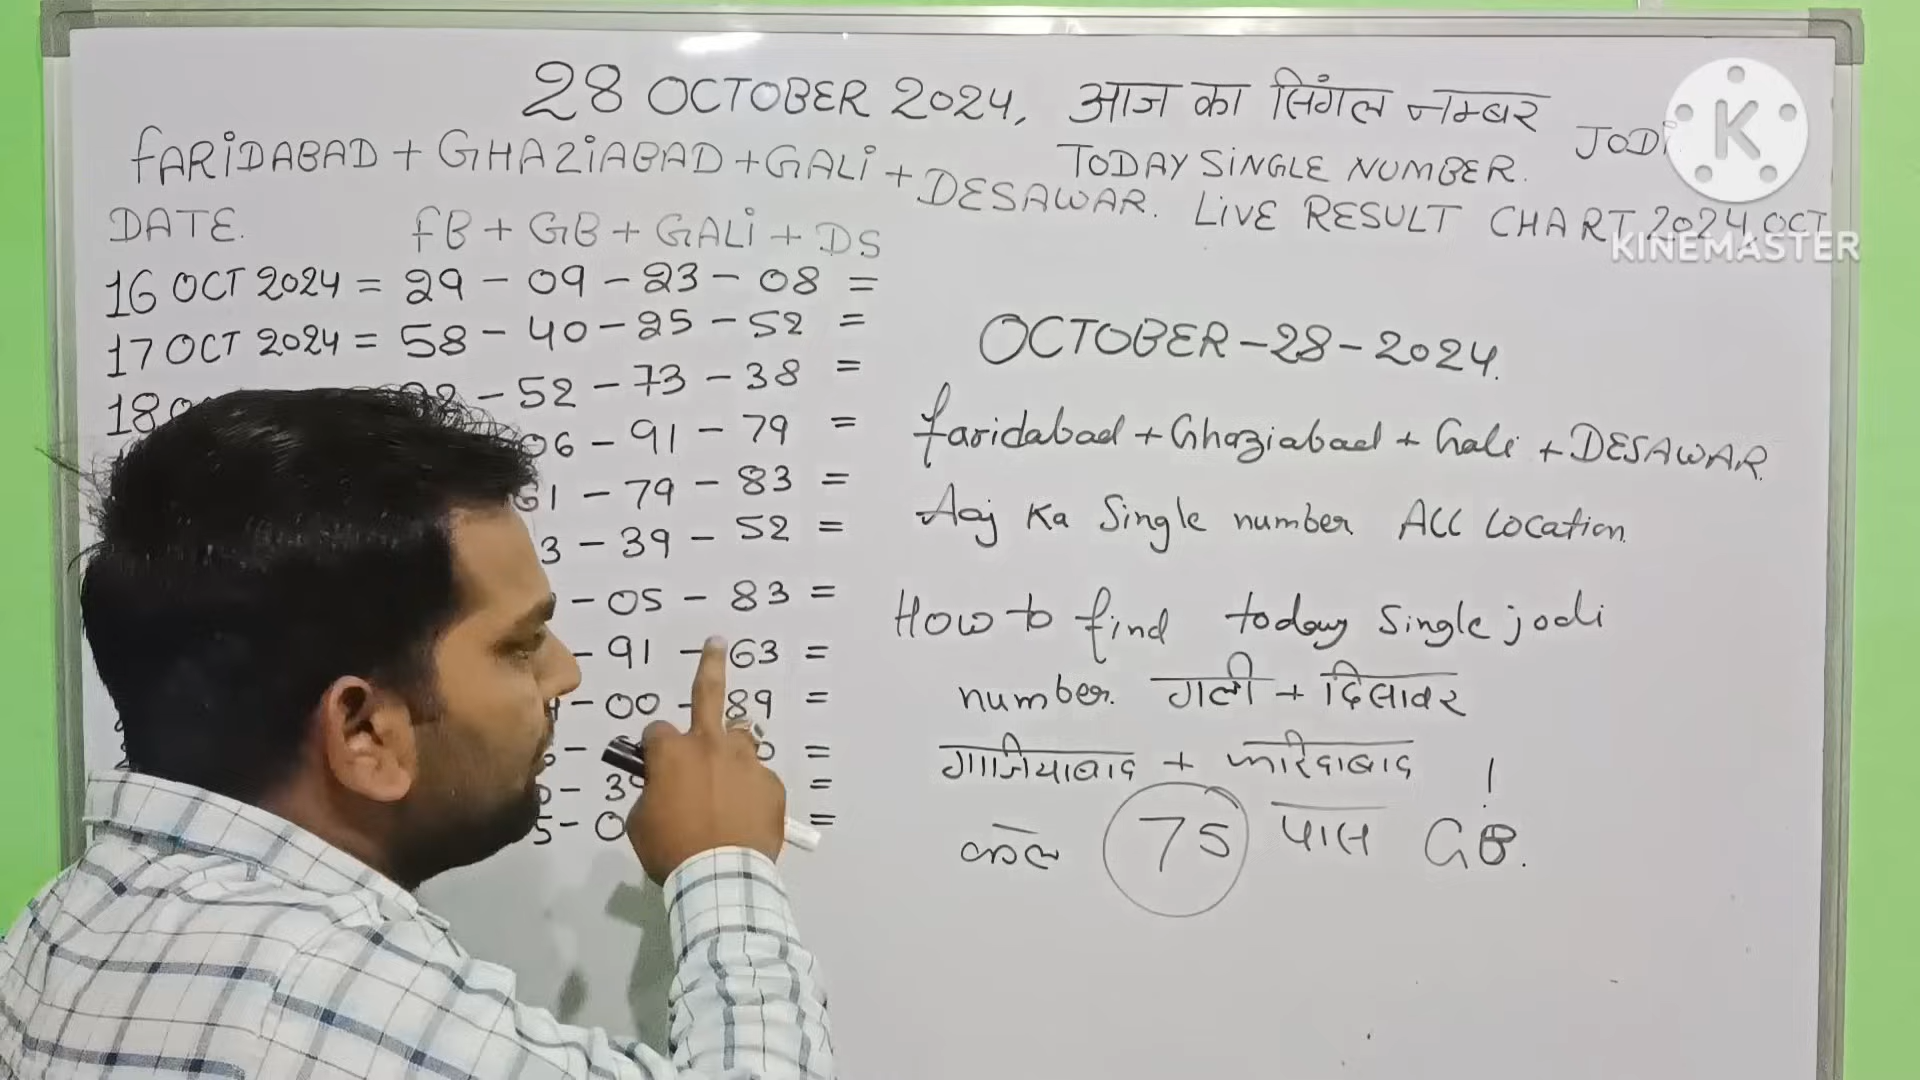 28 OCTOBER 2024, आज का सिंगल नम्बर
FARiDABAD + GHAZiABAD + GALi + DESAWAR.
TODAY SiNGLE NUMBER. JODi
LiVE RESULT CHART 2024, OCT
KINEMASTER
DATE. FB + GB + GALi + DS
16 OCT 2024 = 29 - 09 - 23 - 08 =
17 OCT 2024 = 58 - 40 - 25 - 52 =
18 - 52 - 73 - 38 =
06 - 91 - 79 =
61 - 79 - 83 =
3 - 39 - 52 =
- 05 - 83 =
- 91 - 63 =
- 00 - 89 =
=
=
=
OCTOBER - 28 - 2024.
faridabad + Ghaziabad + Gali + DESAWAR
Aaj Ka Single number ALL Location
HOW to find today Single jodi
number. गली + दिसावर
गाजियाबाद + फरिदाबाद !
कल 75 पास GB.